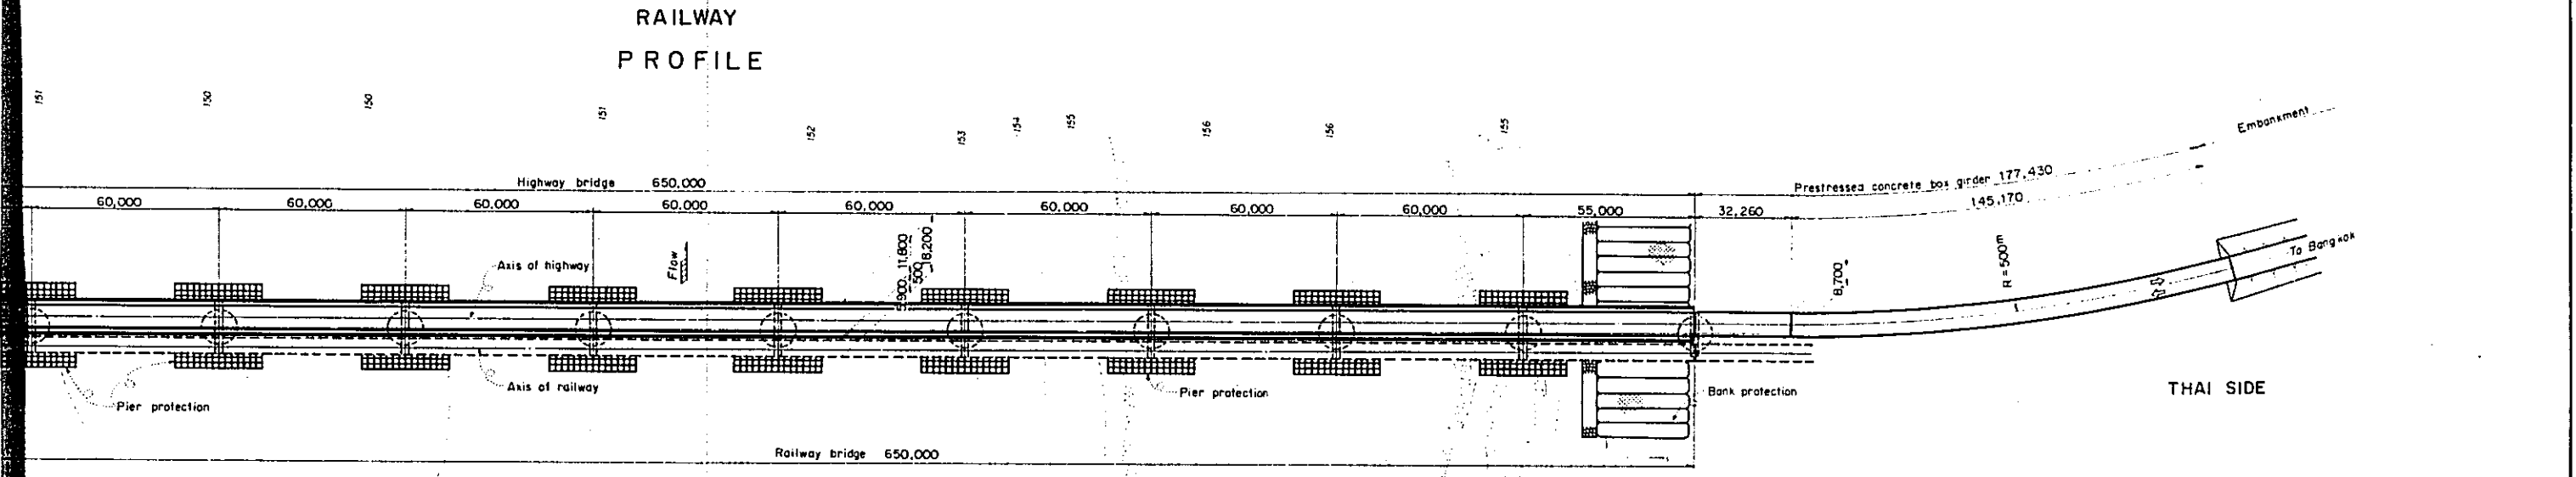 RAILWAY
PROFILE
151
150
150
151
152
153
154
155
156
156
155
Embankment
Highway bridge 650,000
Prestressed concrete box girder 177,430
60,000
60,000
60,000
60,000
60,000
60,000
60,000
60,000
55,000
32,260
145,170
Axis of highway
Flow
5,900
11,800
500
18,200
8,700
R = 500m
To Bangkok
Pier protection
Axis of railway
Pier protection
Bank protection
THAI SIDE
Railway bridge 650,000